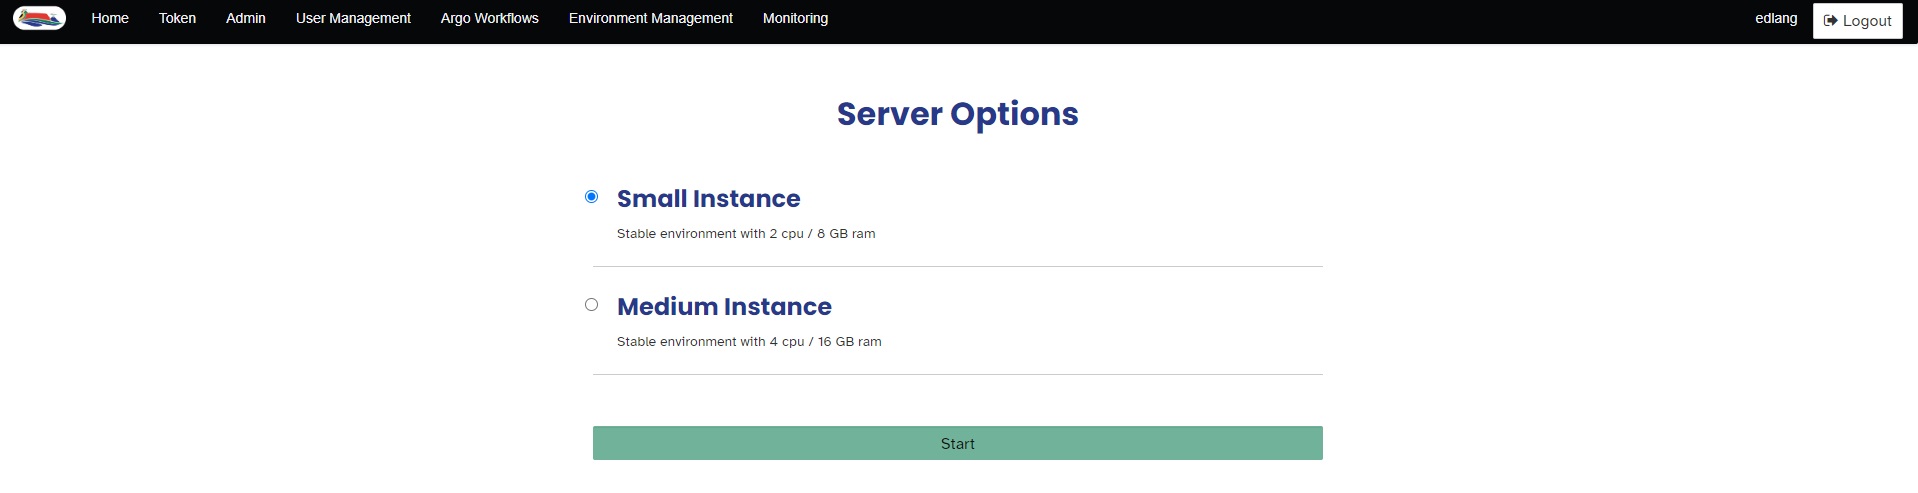 Home Token Admin User Management Argo Workflows Environment Management Monitoring edlang Logout
Server Options
Small Instance
Stable environment with 2 cpu / 8 GB ram
Medium Instance
Stable environment with 4 cpu / 16 GB ram
Start